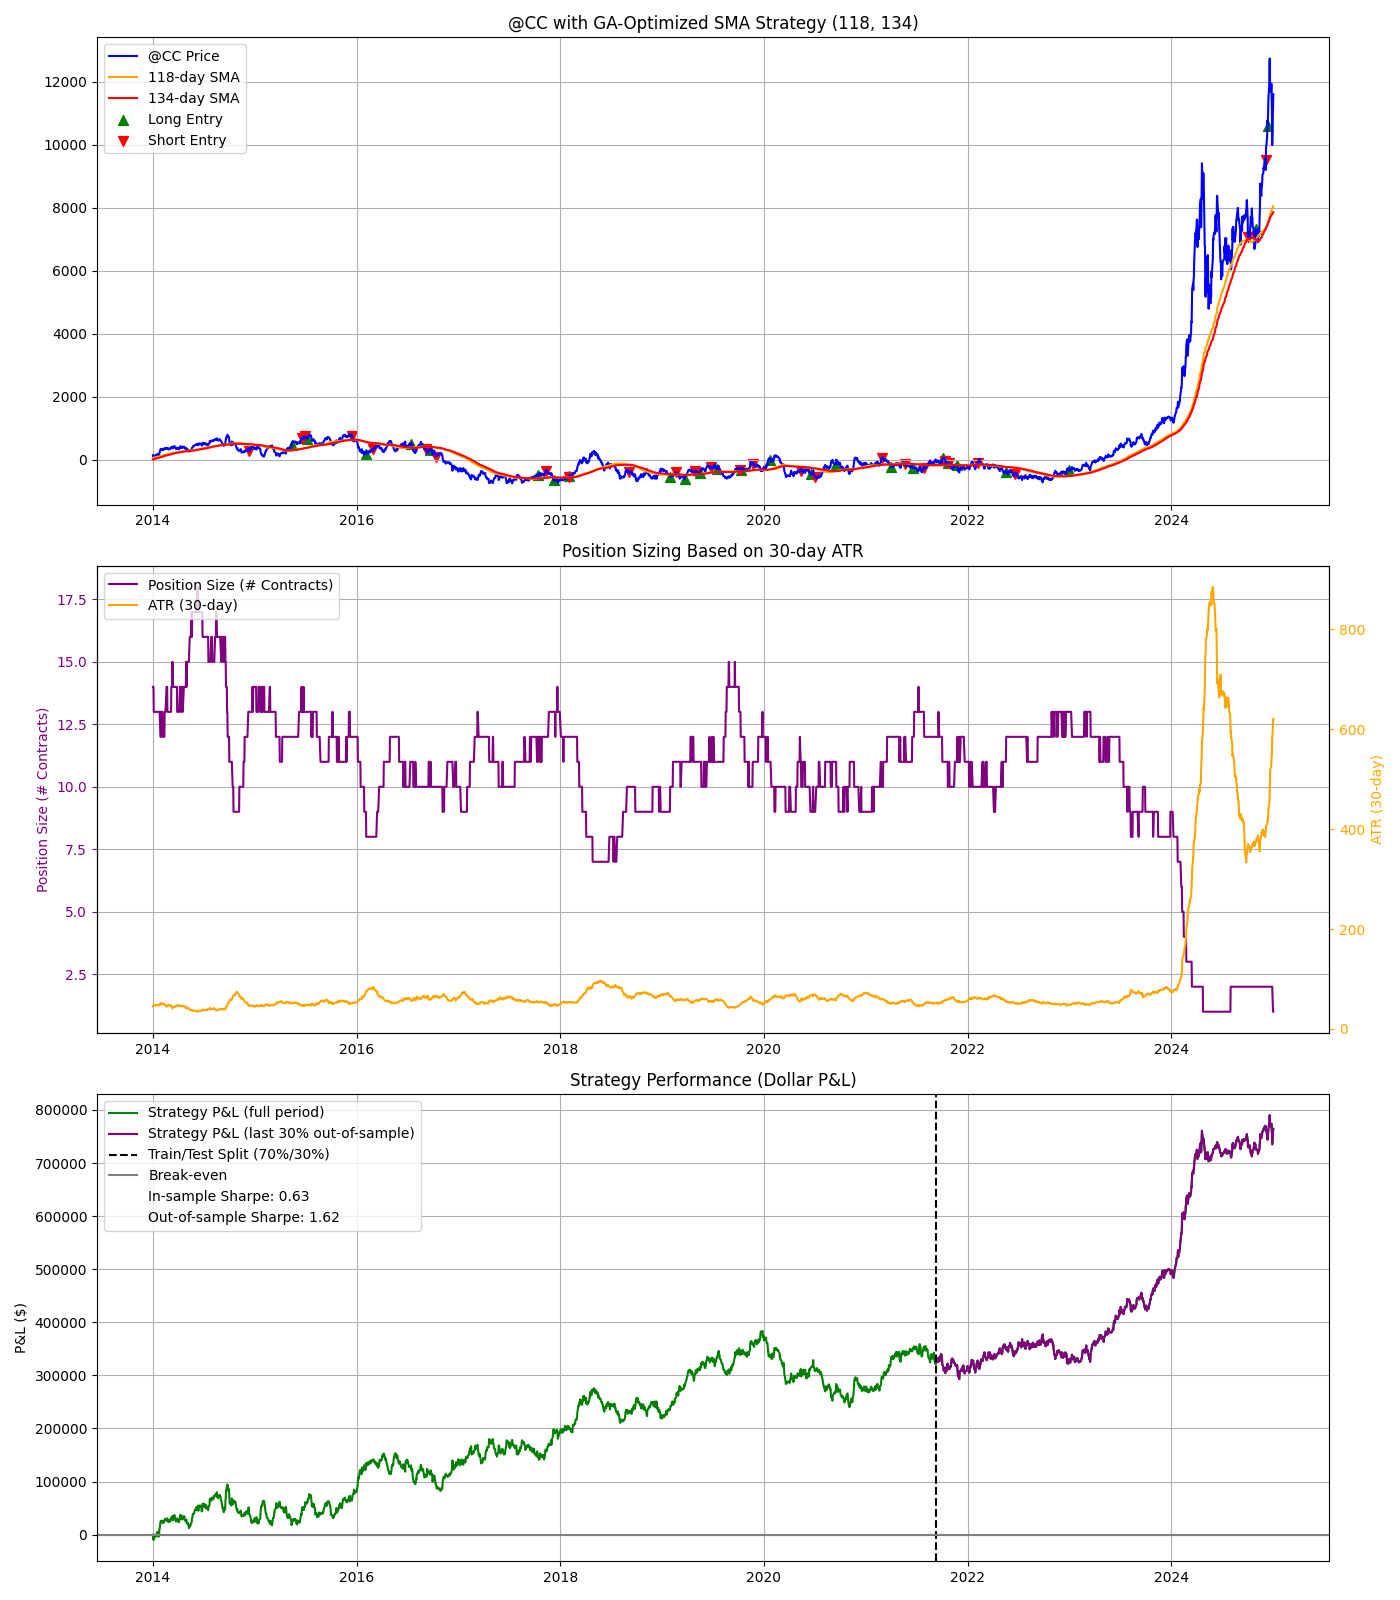 @CC with GA-Optimized SMA Strategy (118, 134)
@CC Price
118-day SMA
134-day SMA
Long Entry
Short Entry
12000
10000
8000
6000
4000
2000
0
2014 2016 2018 2020 2022 2024
Position Sizing Based on 30-day ATR
Position Size (# Contracts)
ATR (30-day)
Position Size (# Contracts)
17.5
15.0
12.5
10.0
7.5
5.0
2.5
800
600
400
200
0
ATR (30-day)
2014 2016 2018 2020 2022 2024
Strategy Performance (Dollar P&L)
Strategy P&L (full period)
Strategy P&L (last 30% out-of-sample)
Train/Test Split (70%/30%)
Break-even
In-sample Sharpe: 0.63
Out-of-sample Sharpe: 1.62
P&L ($)
800000
700000
600000
500000
400000
300000
200000
100000
0
2014 2016 2018 2020 2022 2024